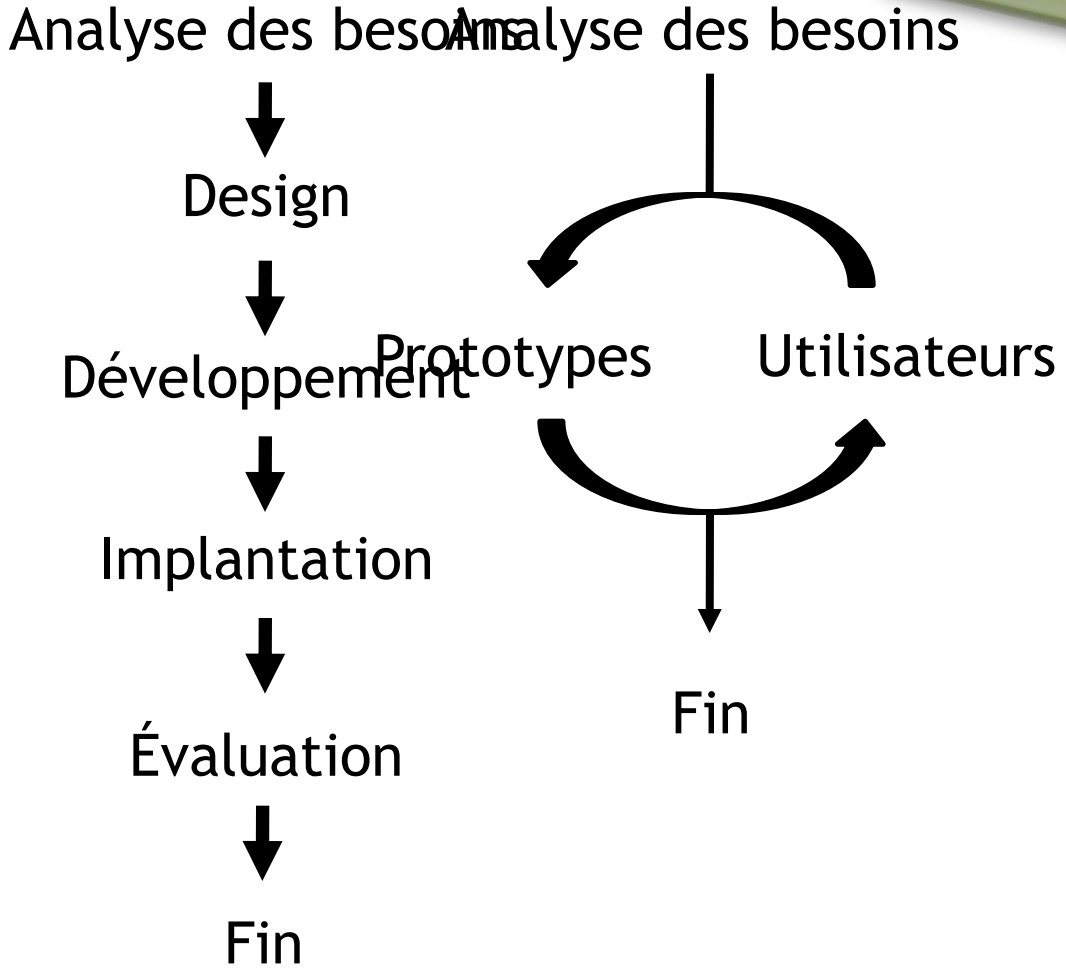 Analyse des besoins
Design
Développement
Implantation
Évaluation
Fin
Analyse des besoins
Prototypes
Utilisateurs
Fin